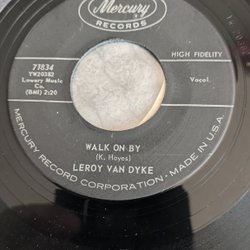 Mercury
RECORDS
HIGH FIDELITY
71834
YW20382
Lowery Music
Co.
(BMI) 2:20
Vocal
WALK ON BY
(K. Hayes)
LEROY VAN DYKE
MERCURY RECORD CORPORATION • MADE IN U.S.A.